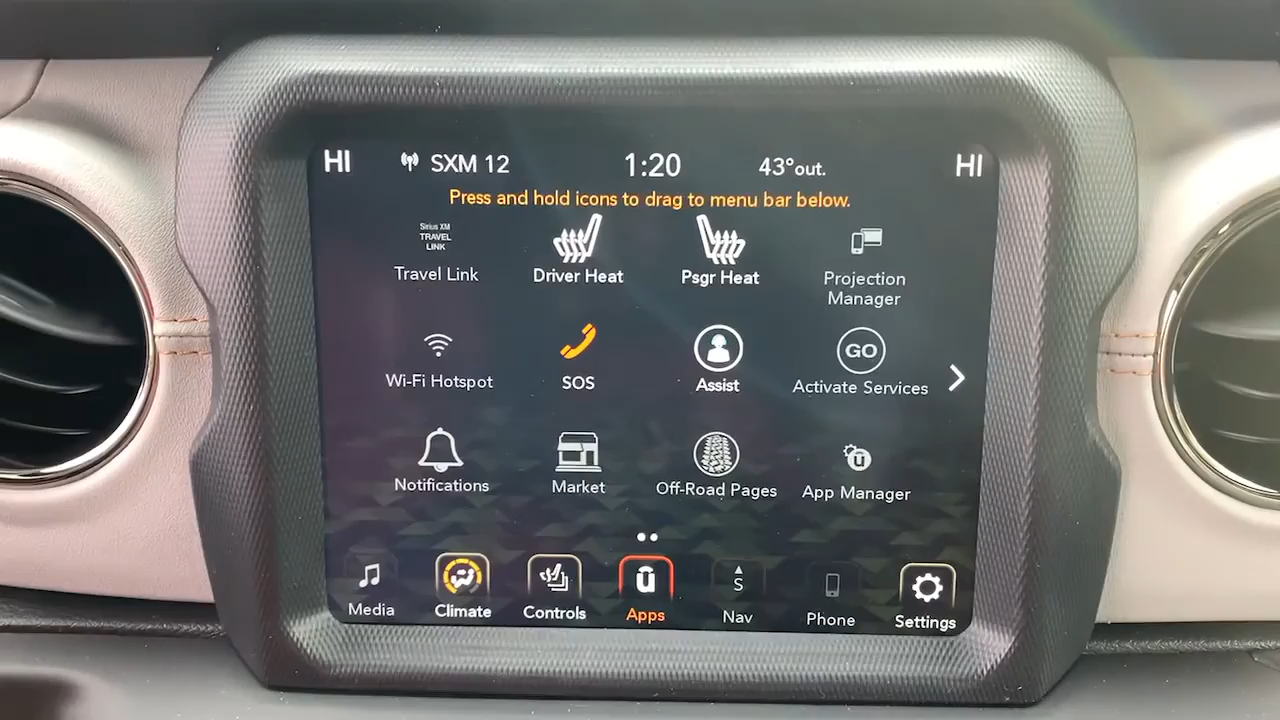 HI SXM 12 1:20 43°out. HI
Press and hold icons to drag to menu bar below.
Sirius XM
TRAVEL
LINK
Travel Link
Driver Heat
Psgr Heat
Projection
Manager
Wi-Fi Hotspot
SOS
Assist
GO
Activate Services
Notifications
Market
Off-Road Pages
u
App Manager
Media
Climate
Controls
u
Apps
S
Nav
Phone
Settings